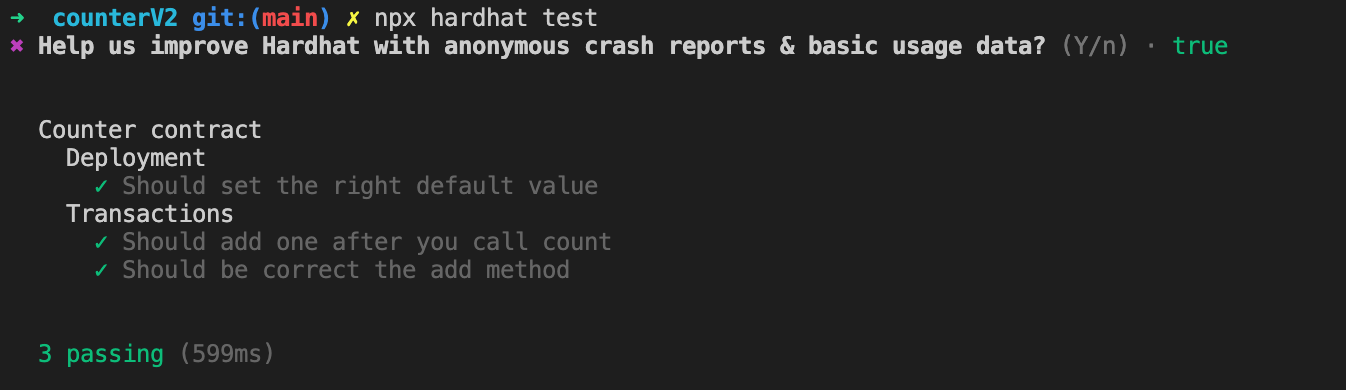 ➜  counterV2 git:(main) ✗ npx hardhat test
✖ Help us improve Hardhat with anonymous crash reports & basic usage data? (Y/n) · true
Counter contract
Deployment
✓ Should set the right default value
Transactions
✓ Should add one after you call count
✓ Should be correct the add method
3 passing (599ms)